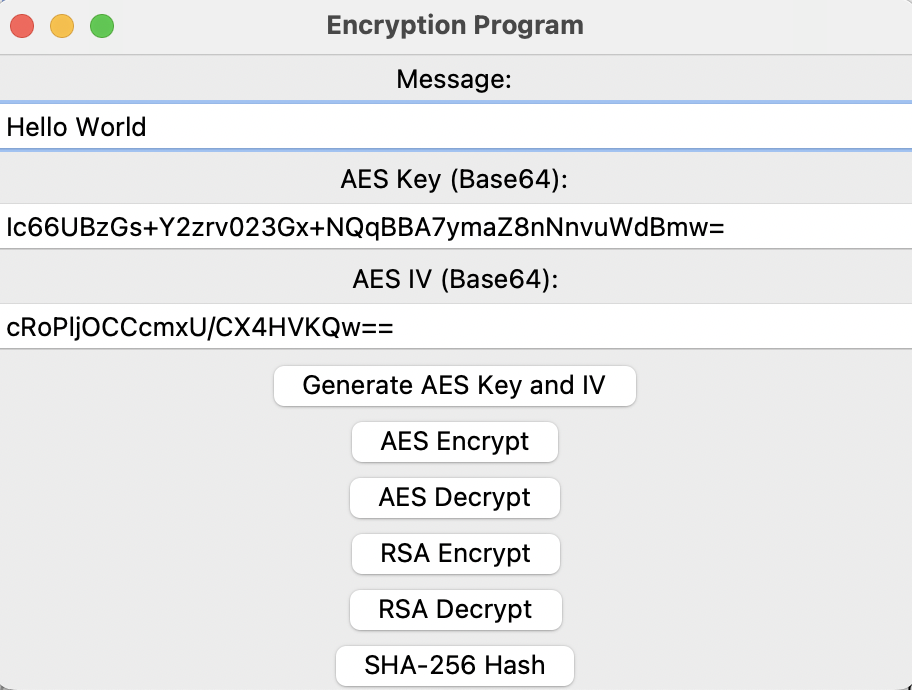 Encryption Program
Message:
Hello World
AES Key (Base64):
lc66UBzGs+Y2zrv023Gx+NQqBBA7ymaZ8nNnvuWdBmw=
AES IV (Base64):
cRoPljOCCcmxU/CX4HVKQw==
Generate AES Key and IV
AES Encrypt
AES Decrypt
RSA Encrypt
RSA Decrypt
SHA-256 Hash